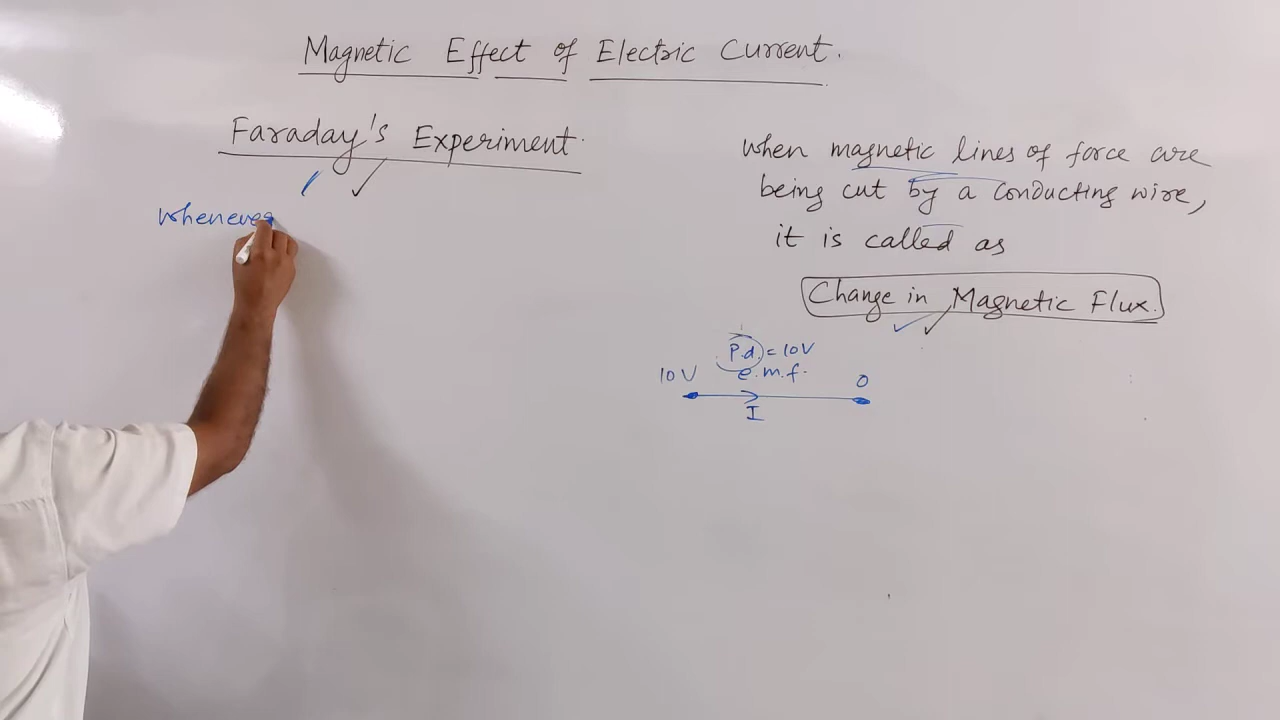 Magnetic Effect of Electric Current.
Faraday's Experiment.
whenever
when magnetic lines of force are
being cut by a conducting wire,
it is called as
Change in Magnetic Flux.
P.d. = 10V
10V e.m.f. 0
I